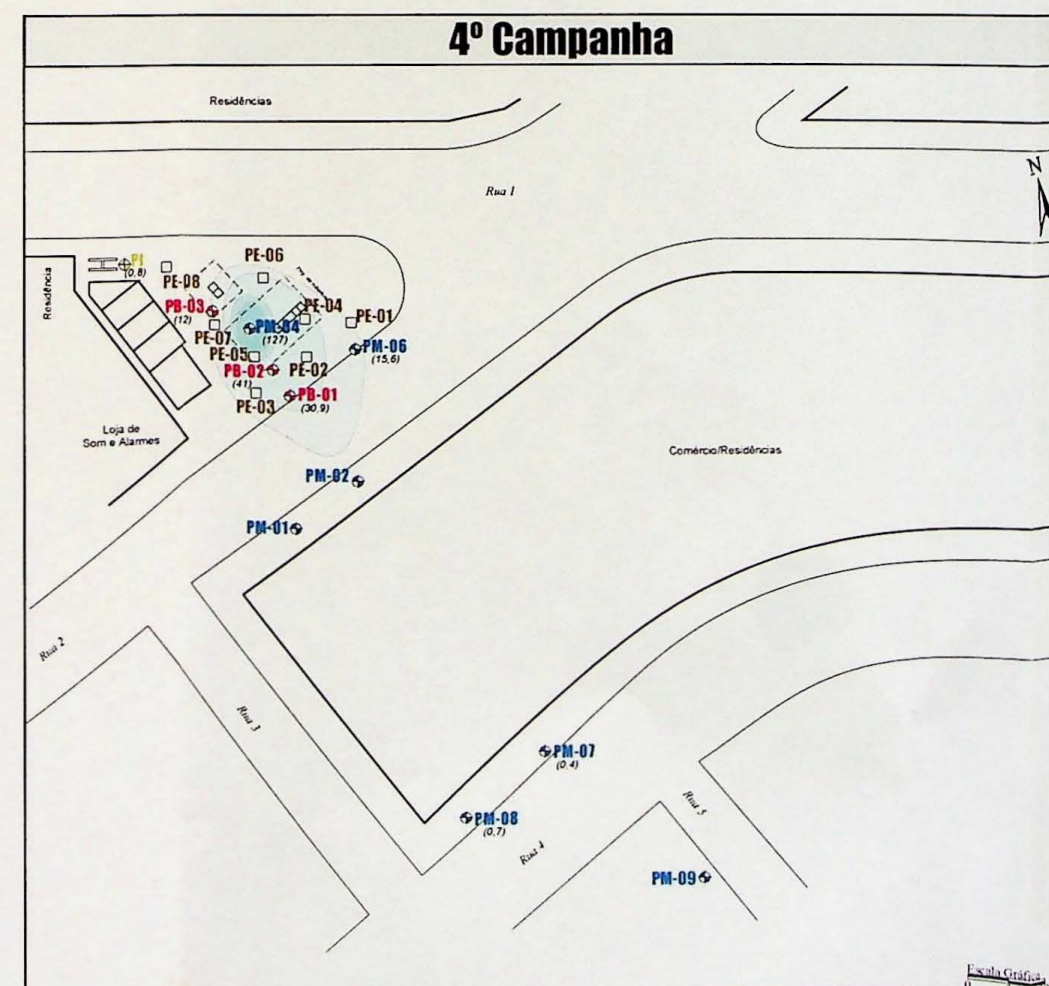 4º Campanha
Residências
Rua 1
N
Residência
PI
(0,8)
PE-06
PE-08
PB-03
(12)
PE-04
PE-01
PE-07
PM-04
(127)
PM-06
(15,6)
PE-05
PE-02
PB-02
(41)
PB-01
(30,9)
PE-03
Loja de
Som e Alarmes
Comércio/Residências
PM-02
PM-01
Rua 2
Rua 3
PM-07
(0,4)
PM-08
(0,7)
Rua 5
Rua 4
PM-09
Escala Gráfica
0